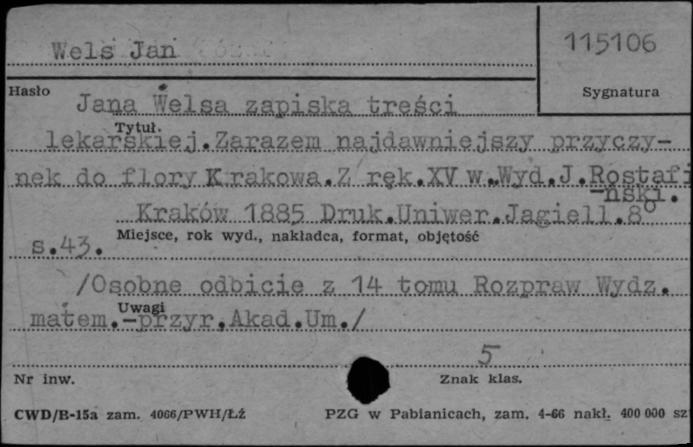 Wels Jan
115106
Hasło
Sygnatura
Jana Welsa zapiska treści
Tytuł.
lekarskiej.Zarazem najdawniejszy przyczy-
nek do flory Krakowa.Z ręk.XV w.Wyd.J.Rostafi
-ński.
Kraków 1885 Druk.Uniwer.Jagiell.8°
s.43. Miejsce, rok wyd., nakładca, format, objętość
/Osobne odbicie z 14 tomu Rozpraw Wydz.
Uwagi
matem.-przyr.Akad.Um./
5
Nr inw.
Znak klas.
CWD/B-15a zam. 4066/PWH/Łź
PZG w Pabianicach, zam. 4-66 nakł. 400 000 szt